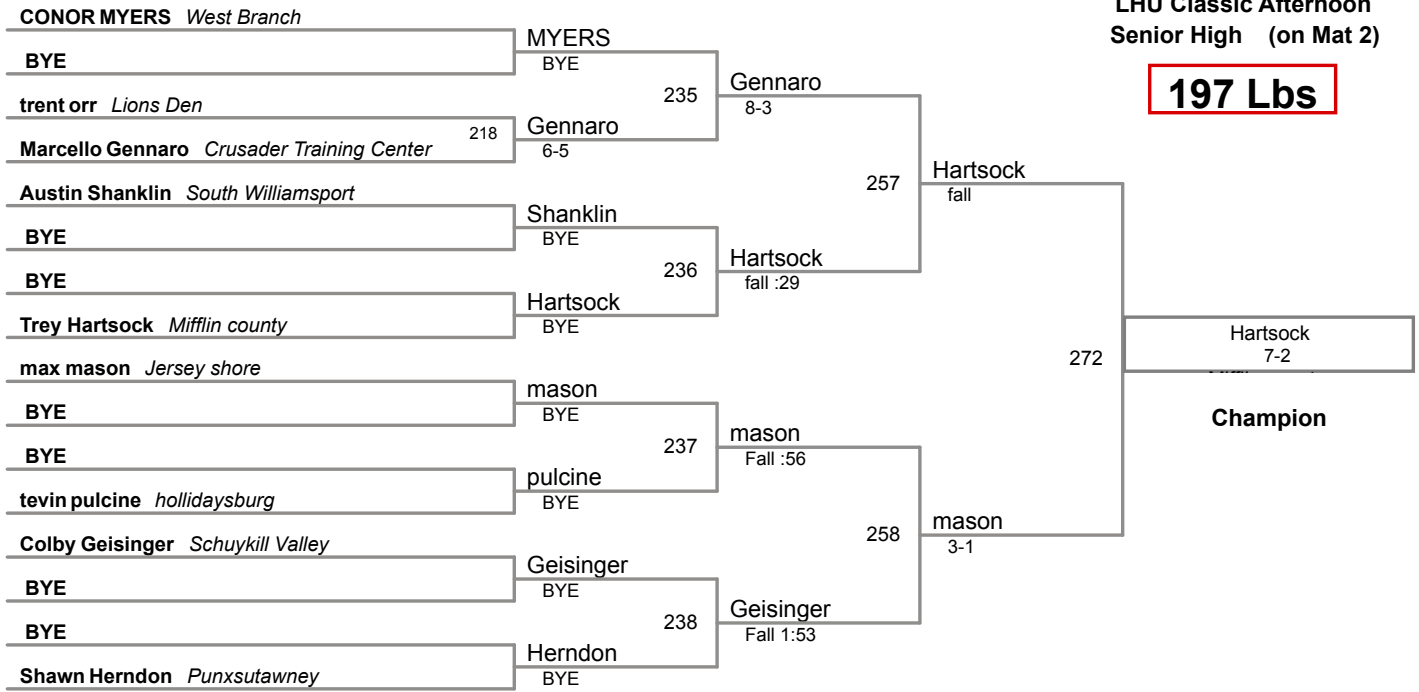 LHU Classic Afternoon
Senior High (on Mat 2)
197 Lbs
CONOR MYERS West Branch
BYE
trent orr Lions Den
218
Marcello Gennaro Crusader Training Center
Austin Shanklin South Williamsport
BYE
BYE
Trey Hartsock Mifflin county
max mason Jersey shore
BYE
BYE
tevin pulcine hollidaysburg
Colby Geisinger Schuykill Valley
BYE
BYE
Shawn Herndon Punxsutawney
MYERS
BYE
235
Gennaro
6-5
Shanklin
BYE
236
Hartsock
BYE
mason
BYE
237
pulcine
BYE
Geisinger
BYE
238
Herndon
BYE
Gennaro
8-3
257
Hartsock
fall :29
mason
Fall :56
258
Geisinger
Fall 1:53
Hartsock
fall
272
mason
3-1
Hartsock
7-2
Champion